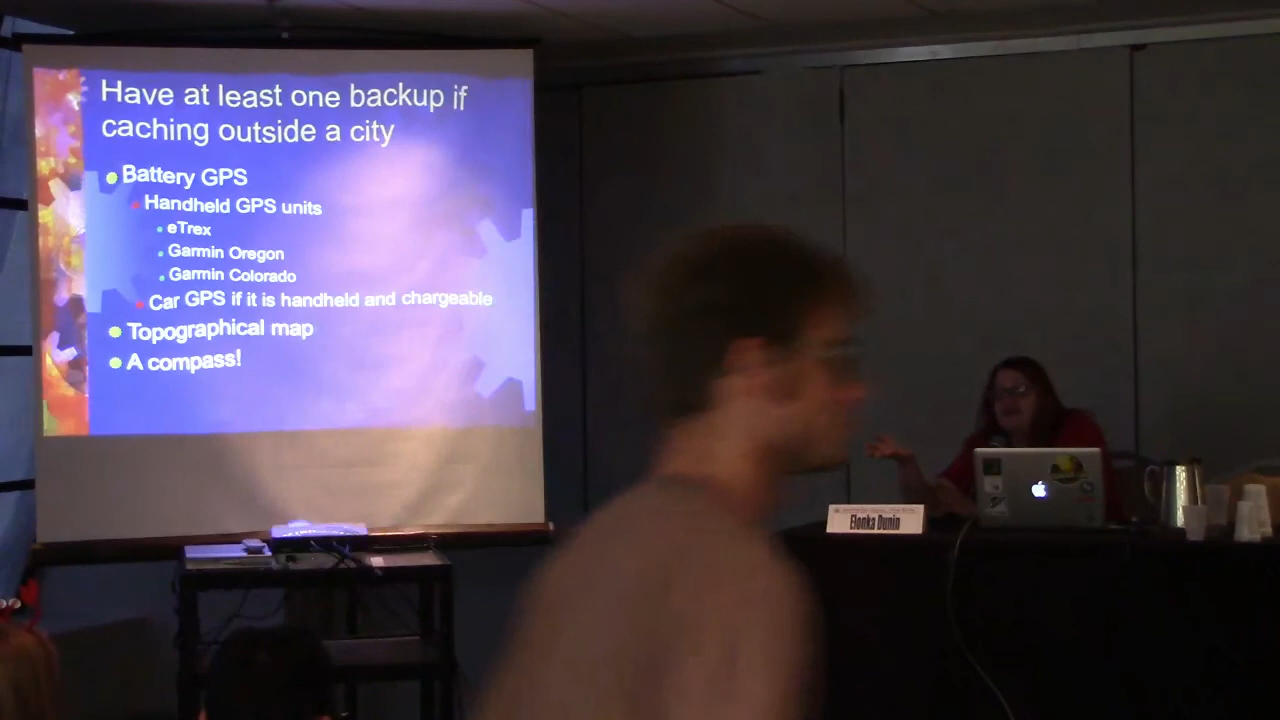 Have at least one backup if
caching outside a city
Battery GPS
Handheld GPS units
eTrex
Garmin Oregon
Garmin Colorado
Car GPS if it is handheld and chargeable
Topographical map
A compass!
Elonka Dunin